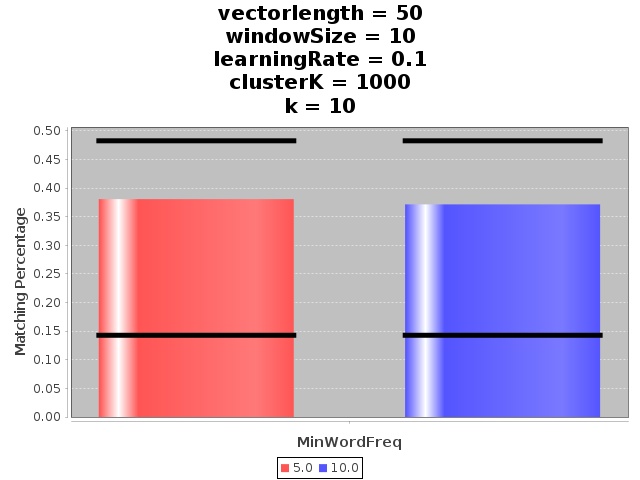 vectorlength = 50
windowSize = 10
learningRate = 0.1
clusterK = 1000
k = 10
0.50
0.45
0.40
0.35
0.30
0.25
0.20
0.15
0.10
0.05
0.00
Matching Percentage
MinWordFreq
5.0 10.0